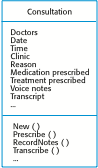 Consultation
Doctors
Date
Time
Clinic
Reason
Medication prescribed
Treatment prescribed
Voice notes
Transcript
...
New ( )
Prescribe ( )
RecordNotes ( )
Transcribe ( )
...